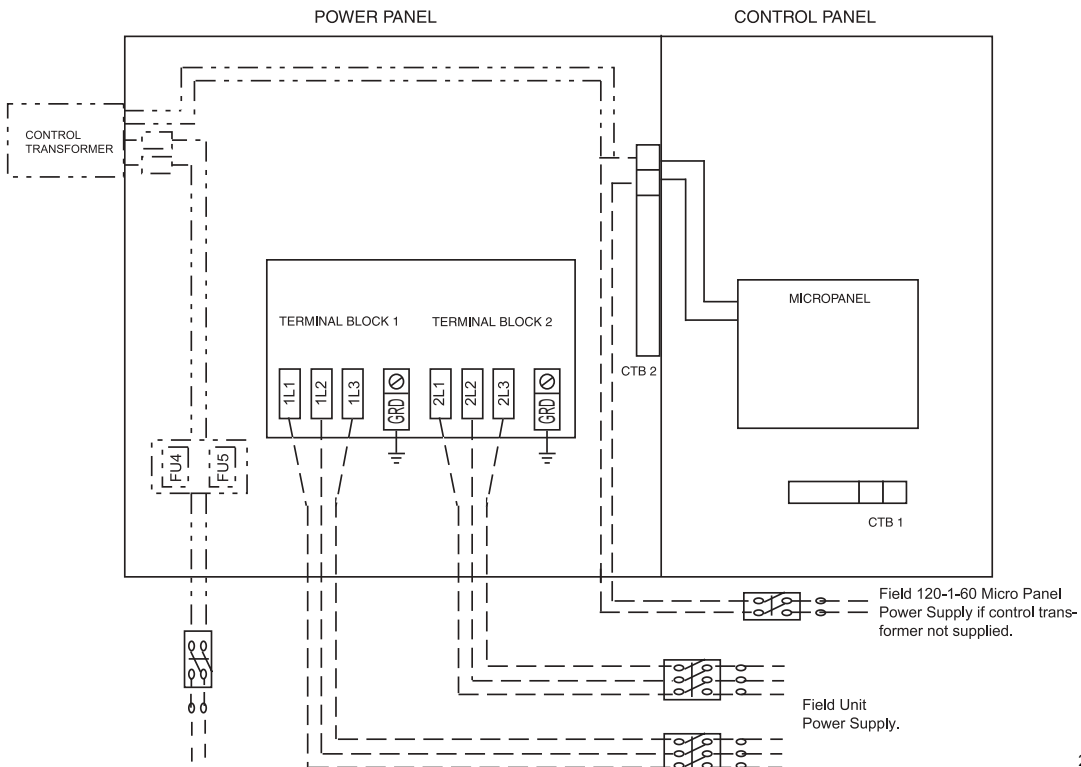 POWER PANEL
CONTROL PANEL
CONTROL
TRANSFORMER
MICROPANEL
TERMINAL BLOCK 1
TERMINAL BLOCK 2
1L1
1L2
1L3
GRD
2L1
2L2
2L3
GRD
CTB 2
FU4
FU5
CTB 1
Field 120-1-60 Micro Panel
Power Supply if control trans-
former not supplied.
Field Unit
Power Supply.